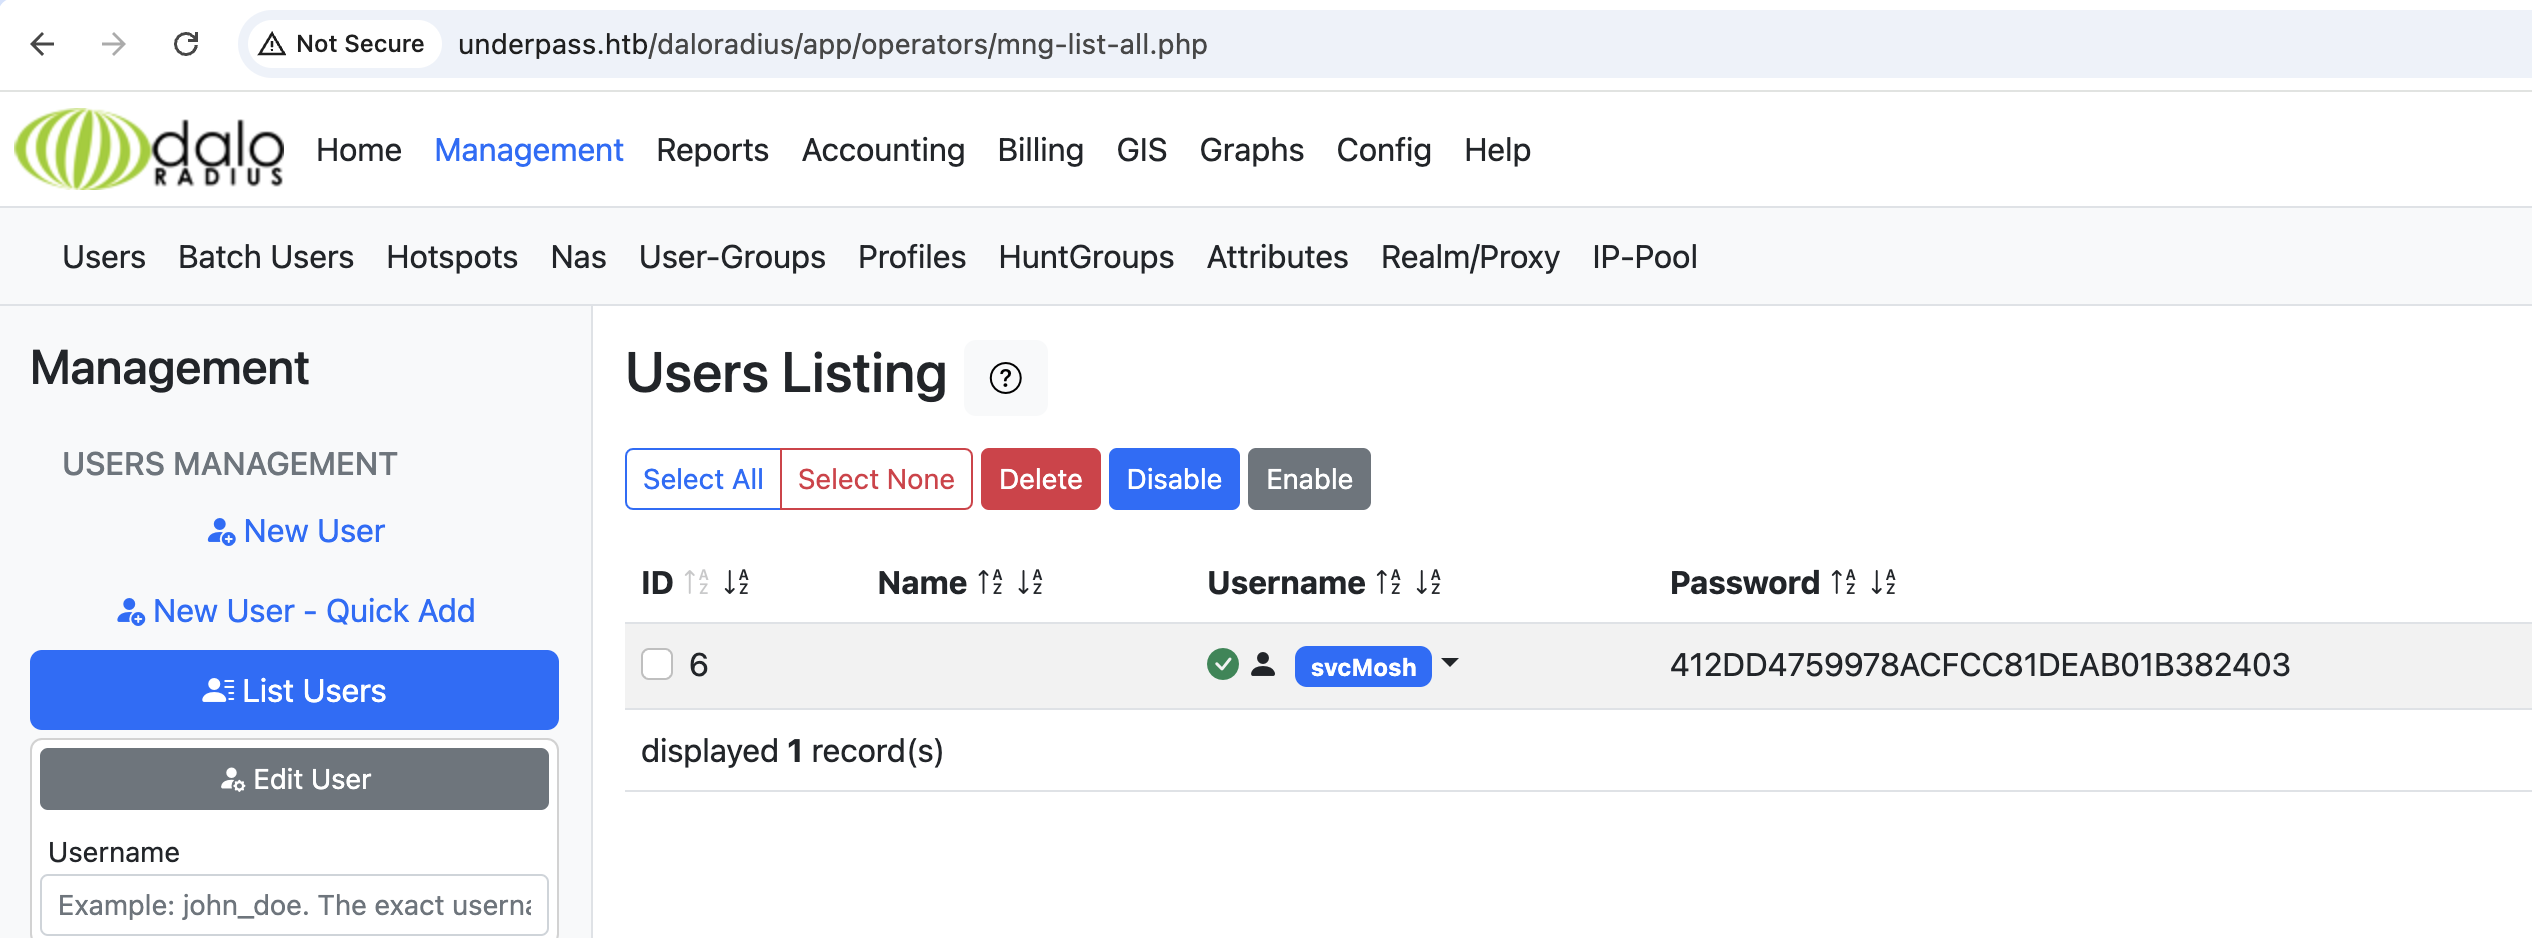 Not Secure underpass.htb/daloradius/app/operators/mng-list-all.php
dalo RADIUS Home Management Reports Accounting Billing GIS Graphs Config Help
Users Batch Users Hotspots Nas User-Groups Profiles HuntGroups Attributes Realm/Proxy IP-Pool
Management
USERS MANAGEMENT
New User
New User - Quick Add
List Users
Edit User
Username
Example: john_doe. The exact userna
Users Listing
Select All Select None Delete Disable Enable
ID Name Username Password
6 svcMosh 412DD4759978ACFCC81DEAB01B382403
displayed 1 record(s)